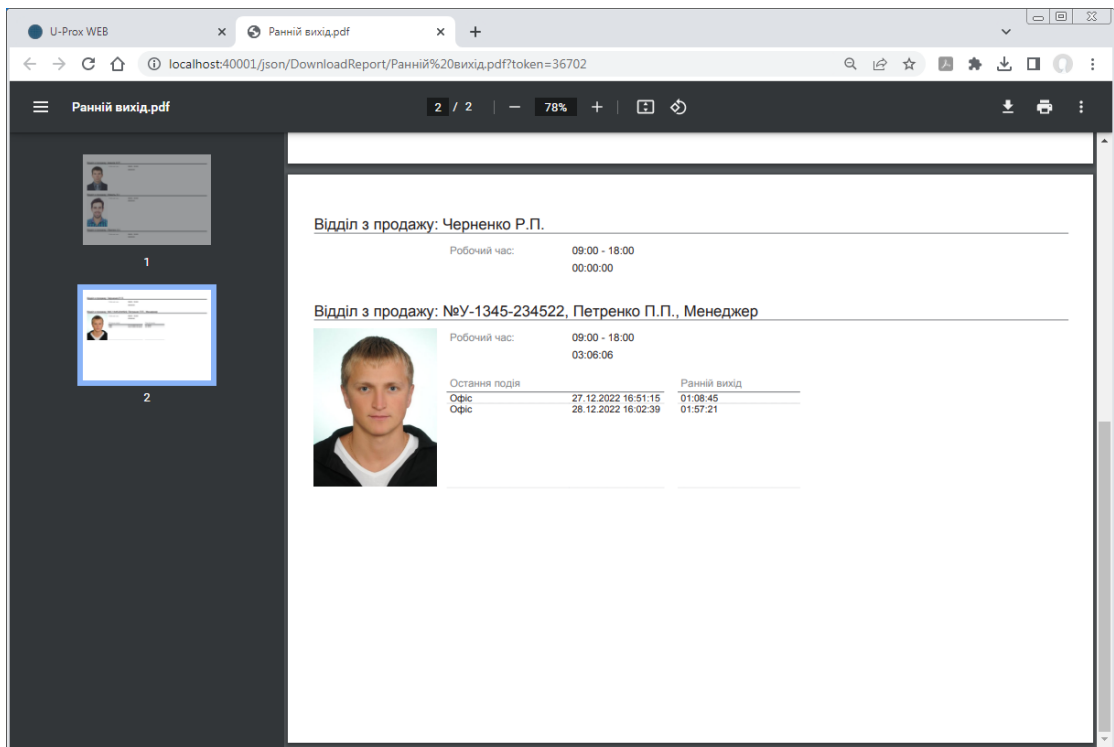 U-Prox WEB
Ранній вихід.pdf
localhost:40001/json/DownloadReport/Ранній%20вихід.pdf?token=36702
Ранній вихід.pdf
2 / 2
78%
1
2
Відділ з продажу: Черненко Р.П.
Робочий час: 09:00 - 18:00
00:00:00
Відділ з продажу: №У-1345-234522, Петренко П.П., Менеджер
Робочий час: 09:00 - 18:00
03:06:06
Остання подія Ранній вихід
Офіс 27.12.2022 16:51:15 01:08:45
Офіс 28.12.2022 16:02:39 01:57:21